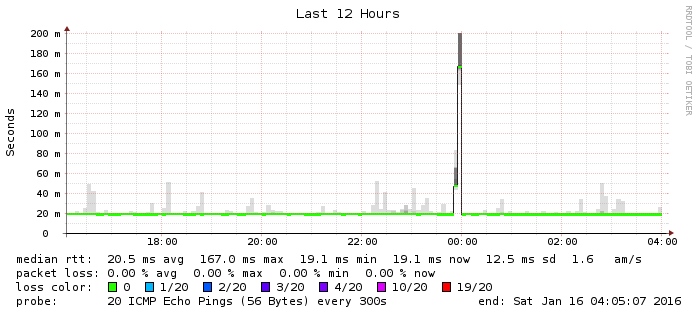 Last 12 Hours
RRDTOOL / TOBI OETIKER
Seconds
200 m
180 m
160 m
140 m
120 m
100 m
80 m
60 m
40 m
20 m
0
18:00 20:00 22:00 00:00 02:00 04:00
median rtt: 20.5 ms avg 167.0 ms max 19.1 ms min 19.1 ms now 12.5 ms sd 1.6 am/s
packet loss: 0.00 % avg 0.00 % max 0.00 % min 0.00 % now
loss color: 0 1/20 2/20 3/20 4/20 10/20 19/20
probe: 20 ICMP Echo Pings (56 Bytes) every 300s end: Sat Jan 16 04:05:07 2016